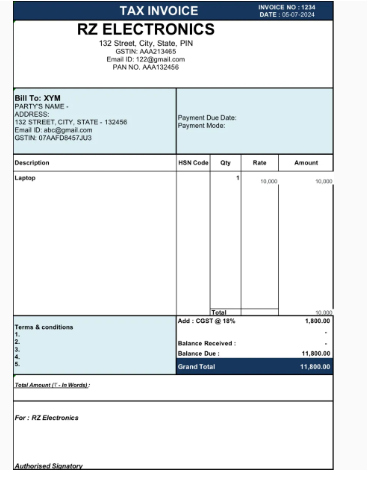 TAX INVOICE
INVOICE NO : 1234
DATE : 05-07-2024
RZ ELECTRONICS
132 Street, City, State, PIN
GSTIN: AAA213465
Email ID: 122@gmail.com
PAN NO. AAA132456
Bill To: XYM
PARTY'S NAME -
ADDRESS:
132 STREET, CITY, STATE - 132456
Email ID: abc@gmail.com
GSTIN: 07AAFD8457JJ3
Payment Due Date:
Payment Mode:
Description HSN Code Qty Rate Amount
Laptop 1 10,000 10,000
Total 10,000
Add : CGST @ 18% 1,800.00
-
Balance Received : -
Balance Due : 11,800.00
Grand Total 11,800.00
Terms & conditions
1.
2.
3.
4.
5.
Total Amount (₹ - In Words) :
For : RZ Electronics
Authorised Signatory